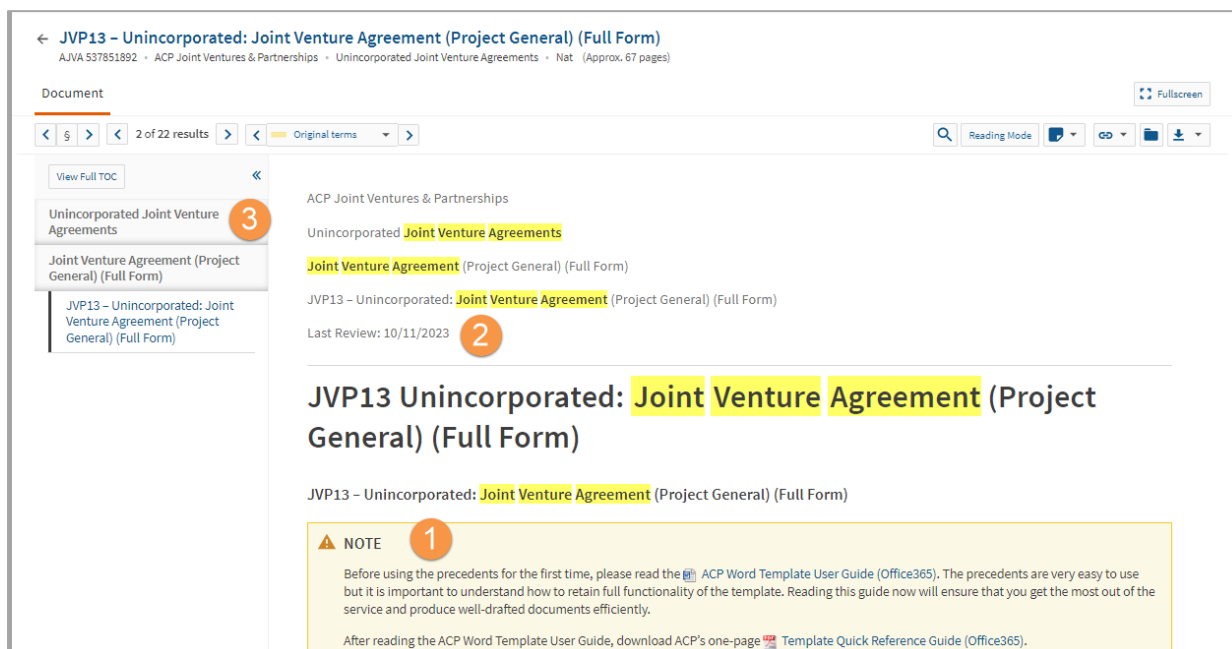 ← JVP13 – Unincorporated: Joint Venture Agreement (Project General) (Full Form)
AJVA 537851892 • ACP Joint Ventures & Partnerships • Unincorporated Joint Venture Agreements • Nat (Approx. 67 pages)
Document
Fullscreen
< § > < 2 of 22 results > < Original terms >
Reading Mode
View Full TOC «
Unincorporated Joint Venture
Agreements
3
Joint Venture Agreement (Project
General) (Full Form)
JVP13 – Unincorporated: Joint
Venture Agreement (Project
General) (Full Form)
ACP Joint Ventures & Partnerships
Unincorporated Joint Venture Agreements
Joint Venture Agreement (Project General) (Full Form)
JVP13 – Unincorporated: Joint Venture Agreement (Project General) (Full Form)
Last Review: 10/11/2023
2
JVP13 Unincorporated: Joint Venture Agreement (Project
General) (Full Form)
JVP13 – Unincorporated: Joint Venture Agreement (Project General) (Full Form)
NOTE
1
Before using the precedents for the first time, please read the ACP Word Template User Guide (Office365). The precedents are very easy to use
but it is important to understand how to retain full functionality of the template. Reading this guide now will ensure that you get the most out of the
service and produce well-drafted documents efficiently.
After reading the ACP Word Template User Guide, download ACP's one-page Template Quick Reference Guide (Office365).